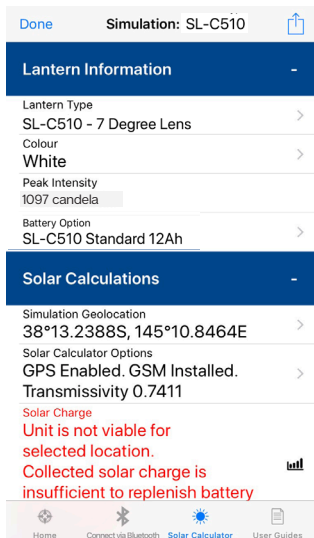 Done Simulation: SL-C510
Lantern Information -
Lantern Type
SL-C510 - 7 Degree Lens
Colour
White
Peak Intensity
1097 candela
Battery Option
SL-C510 Standard 12Ah
Solar Calculations -
Simulation Geolocation
38°13.2388S, 145°10.8464E
Solar Calculator Options
GPS Enabled. GSM Installed.
Transmissivity 0.7411
Solar Charge
Unit is not viable for
selected location.
Collected solar charge is
insufficient to replenish battery
Home Connect via Bluetooth Solar Calculator User Guides